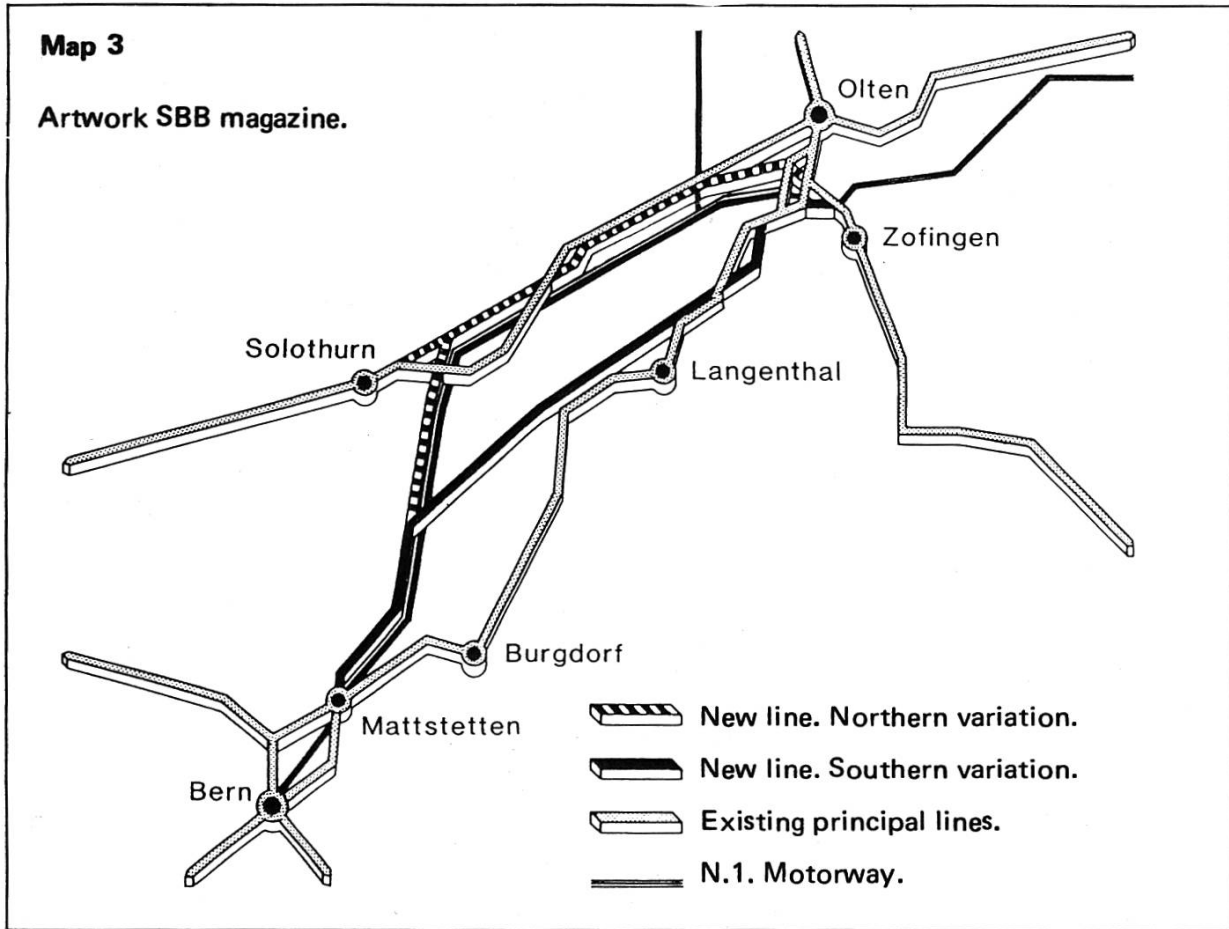 Map 3
Artwork SBB magazine.
Olten
Zofingen
Solothurn
Langenthal
Burgdorf
Mattstetten
Bern
New line. Northern variation.
New line. Southern variation.
Existing principal lines.
N.1. Motorway.